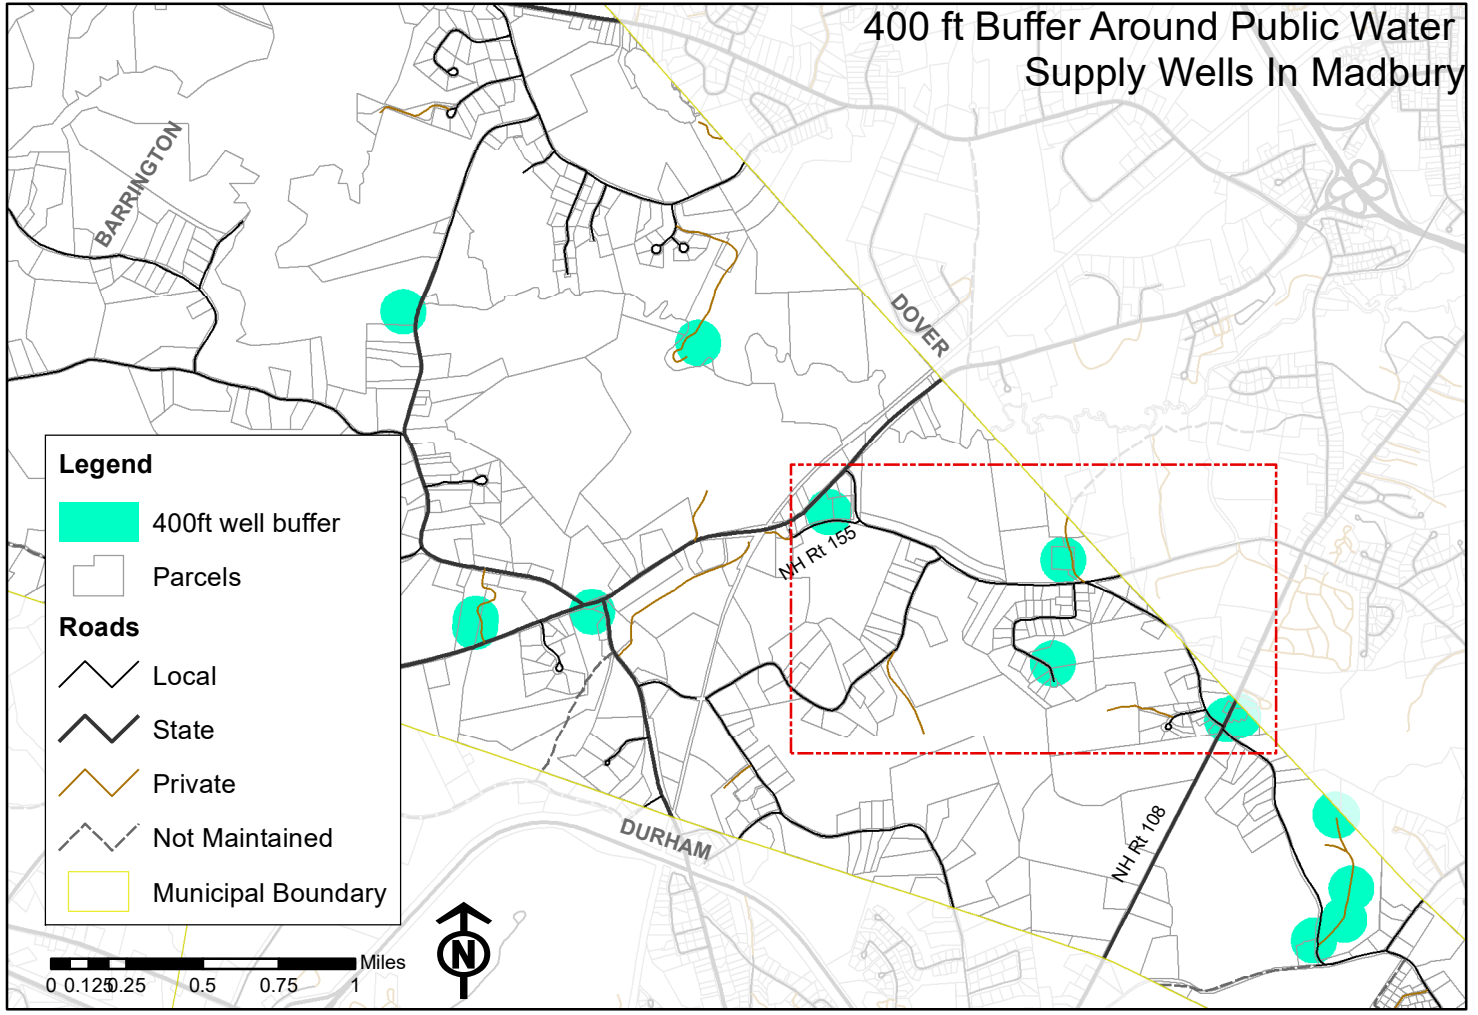 400 ft Buffer Around Public Water
Supply Wells In Madbury
BARRINGTON
DOVER
NH Rt 155
DURHAM
NH Rt 108
Legend
400ft well buffer
Parcels
Roads
Local
State
Private
Not Maintained
Municipal Boundary
N
Miles
0 0.125 0.25 0.5 0.75 1